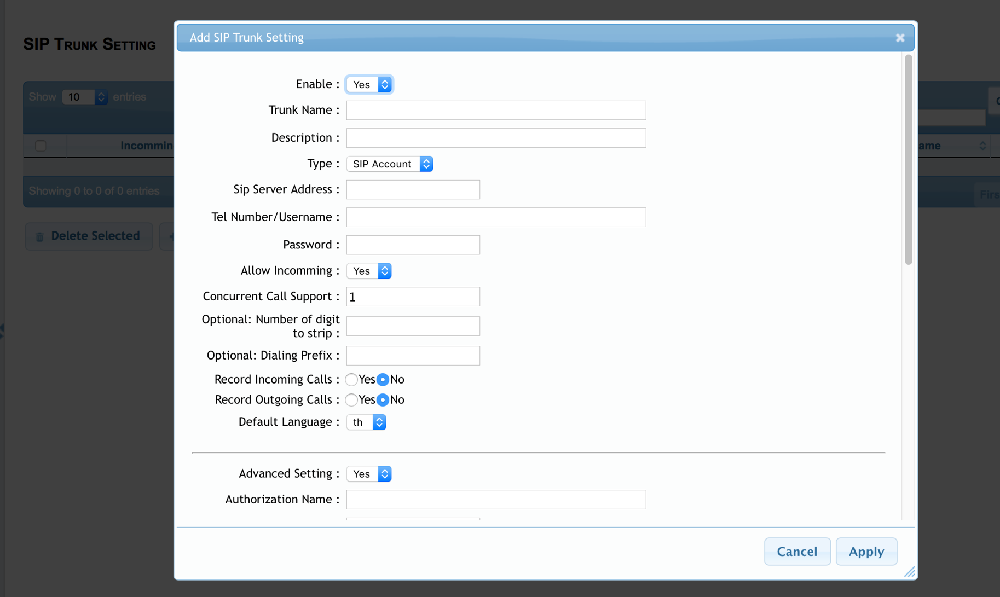 SIP TRUNK SETTING
Add SIP Trunk Setting
Show 10 entries
Incommin
ame
Showing 0 to 0 of 0 entries
Firs
Delete Selected
Enable : Yes
Trunk Name :
Description :
Type : SIP Account
Sip Server Address :
Tel Number/Username :
Password :
Allow Incomming : Yes
Concurrent Call Support : 1
Optional: Number of digit
to strip :
Optional: Dialing Prefix :
Record Incoming Calls : Yes No
Record Outgoing Calls : Yes No
Default Language : th
Advanced Setting : Yes
Authorization Name :
Cancel Apply